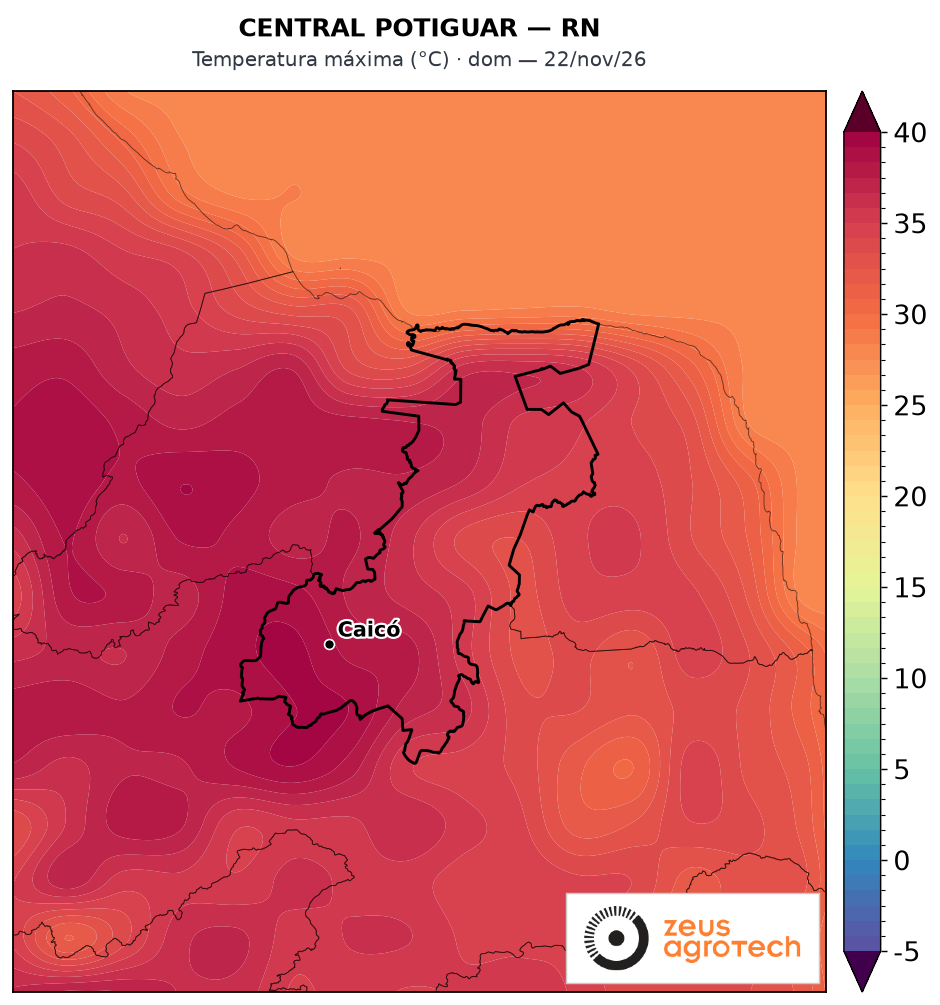 CENTRAL POTIGUAR — RN
Temperatura máxima (°C) · dom — 22/nov/26
40
35
30
25
20
15
10
5
0
-5
Caicó
zeus
agrotech